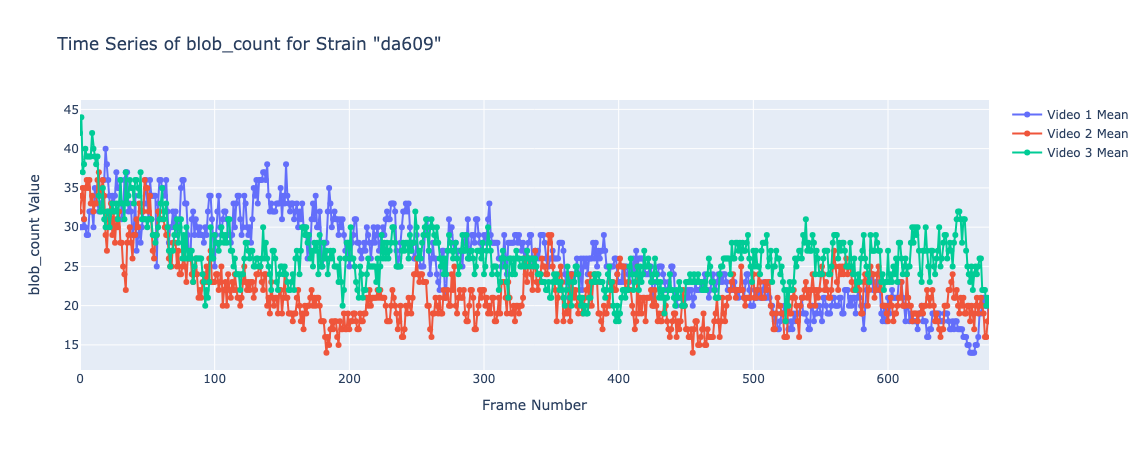 Time Series of blob_count for Strain "da609"
45
40
35
30
25
20
15
blob_count Value
0 100 200 300 400 500 600
Frame Number
Video 1 Mean
Video 2 Mean
Video 3 Mean